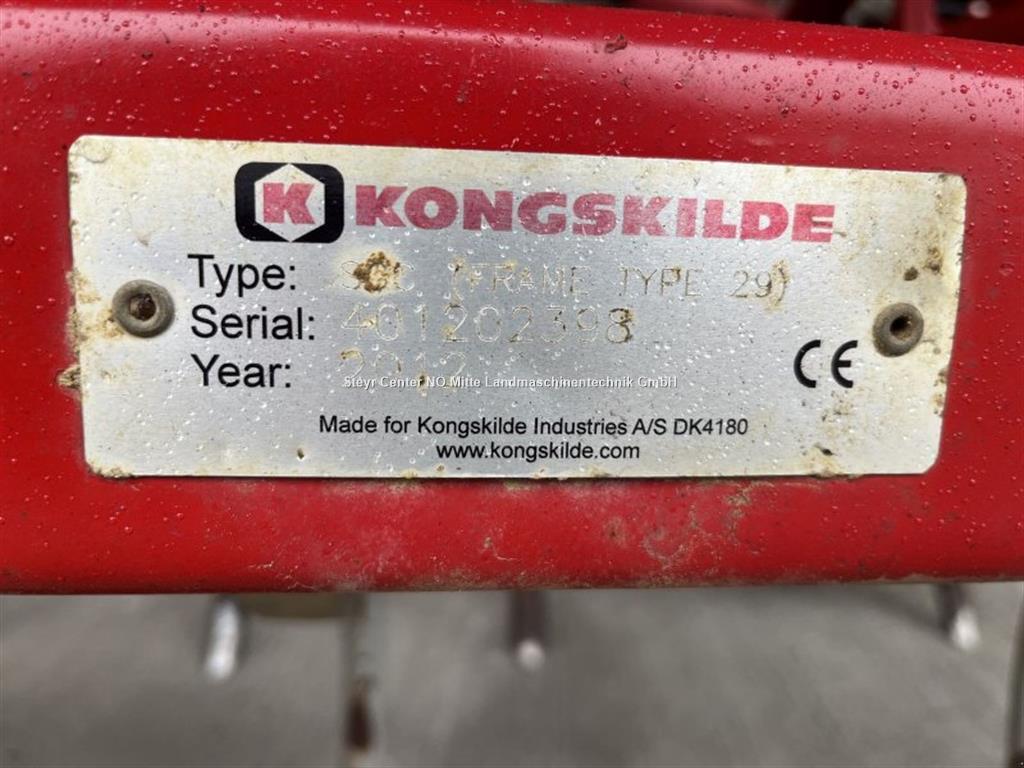 K KONGSKILDE
Type: SGC (FRAME TYPE 29)
Serial: 401202398
Year: 2012
Steyr Center NÖ Mitte Landmaschinentechnik GmbH
CE
Made for Kongskilde Industries A/S DK4180
www.kongskilde.com